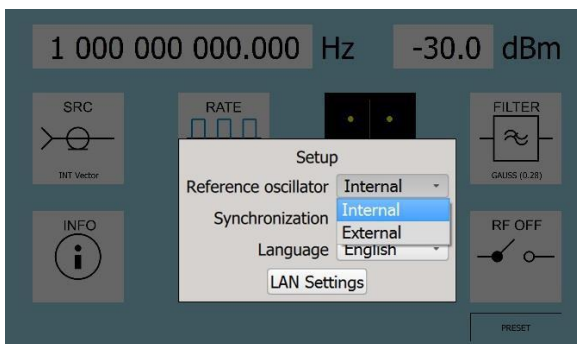 1 000 000 000.000 Hz -30.0 dBm
SRC
INT Vector
RATE
FILTER
GAUSS (0.28)
Setup
Reference oscillator Internal
Internal
External
Synchronization
Language English
LAN Settings
INFO
i
RF OFF
PRESET